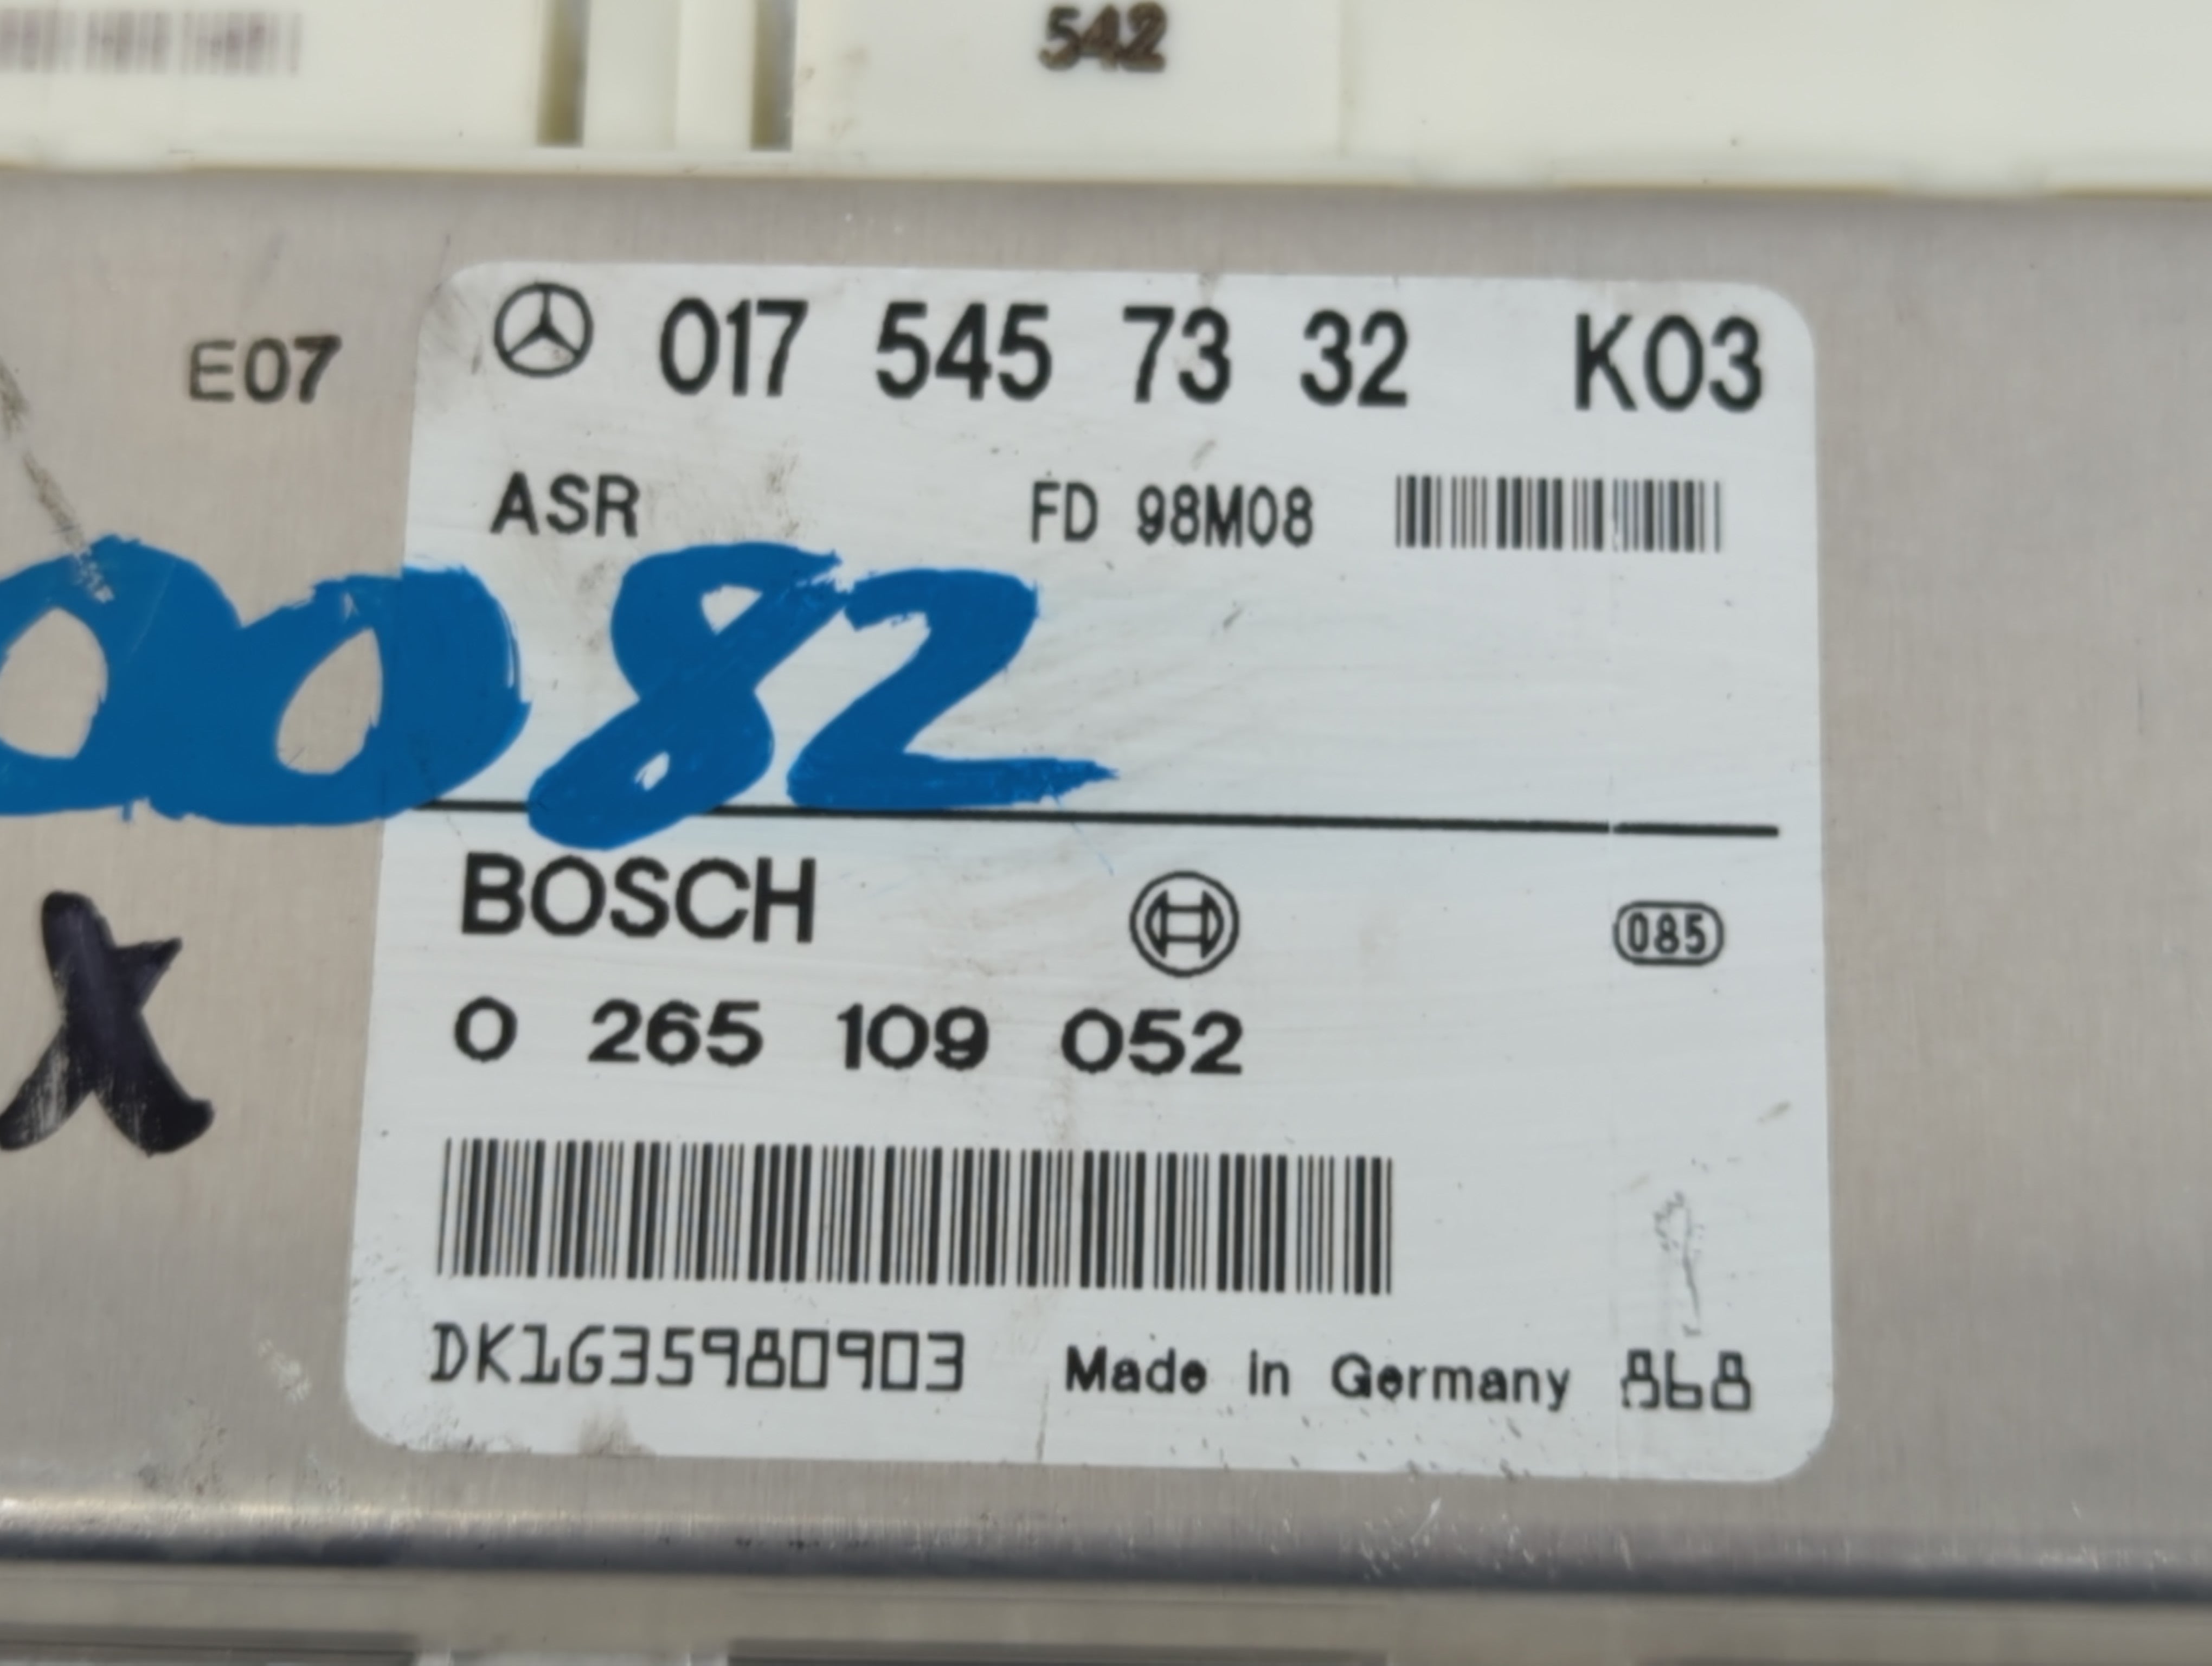 542
E07
017 545 73 32 K03
ASR FD 98M08
0082
BOSCH 085
X
0 265 109 052
DK1G35980903 Made in Germany 868